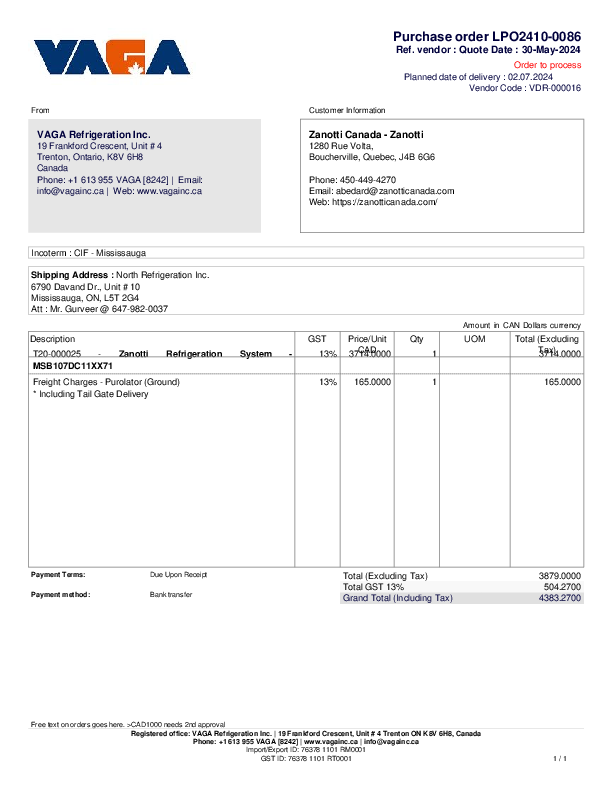 VAGA
Purchase order LPO2410-0086
Ref. vendor : Quote Date : 30-May-2024
Order to process
Planned date of delivery : 02.07.2024
Vendor Code : VDR-000016
From
Customer Information
VAGA Refrigeration Inc.
19 Frankford Crescent, Unit # 4
Trenton, Ontario, K8V 6H8
Canada
Phone: +1 613 955 VAGA [8242] | Email:
info@vagainc.ca | Web: www.vagainc.ca
Zanotti Canada - Zanotti
1280 Rue Volta,
Boucherville, Quebec, J4B 6G6
Phone: 450-449-4270
Email: abedard@zanotticanada.com
Web: https://zanotticanada.com/
Incoterm : CIF - Mississauga
Shipping Address : North Refrigeration Inc.
6790 Davand Dr., Unit # 10
Mississauga, ON, L5T 2G4
Att : Mr. Gurveer @ 647-982-0037
Amount in CAN Dollars currency
Description GST Price/Unit CAD Qty UOM Total (Excluding Tax)
T20-000025 - Zanotti Refrigeration System - 13% 3714.0000 1 3714.0000
MSB107DC11XX71
Freight Charges - Purolator (Ground) 13% 165.0000 1 165.0000
* Including Tail Gate Delivery
Payment Terms: Due Upon Receipt
Payment method: Bank transfer
Total (Excluding Tax) 3879.0000
Total GST 13% 504.2700
Grand Total (Including Tax) 4383.2700
Free text on orders goes here. >CAD1000 needs 2nd approval
Registered office: VAGA Refrigeration Inc. | 19 Frankford Crescent, Unit # 4 Trenton ON K8V 6H8, Canada
Phone: +1 613 955 VAGA [8242] | www.vagainc.ca | info@vagainc.ca
Import/Export ID: 76378 1101 RM0001
GST ID: 76378 1101 RT0001
1 / 1